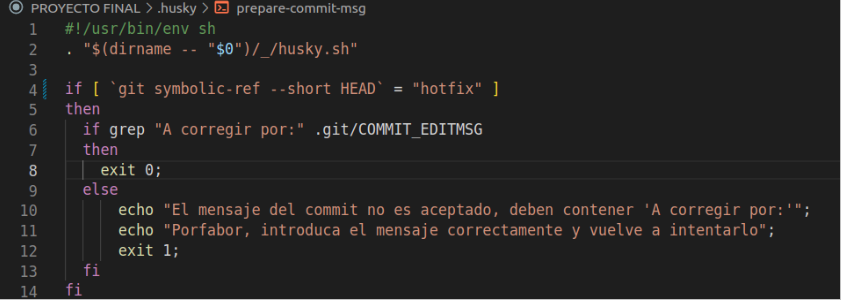 PROYECTO FINAL > .husky > prepare-commit-msg
1 #!/usr/bin/env sh
2 . "$(dirname -- "$0")/_/husky.sh"
3
4 if [ `git symbolic-ref --short HEAD` = "hotfix" ]
5 then
6 if grep "A corregir por:" .git/COMMIT_EDITMSG
7 then
8 exit 0;
9 else
10 echo "El mensaje del commit no es aceptado, deben contener 'A corregir por:'";
11 echo "Porfabor, introduca el mensaje correctamente y vuelve a intentarlo";
12 exit 1;
13 fi
14 fi